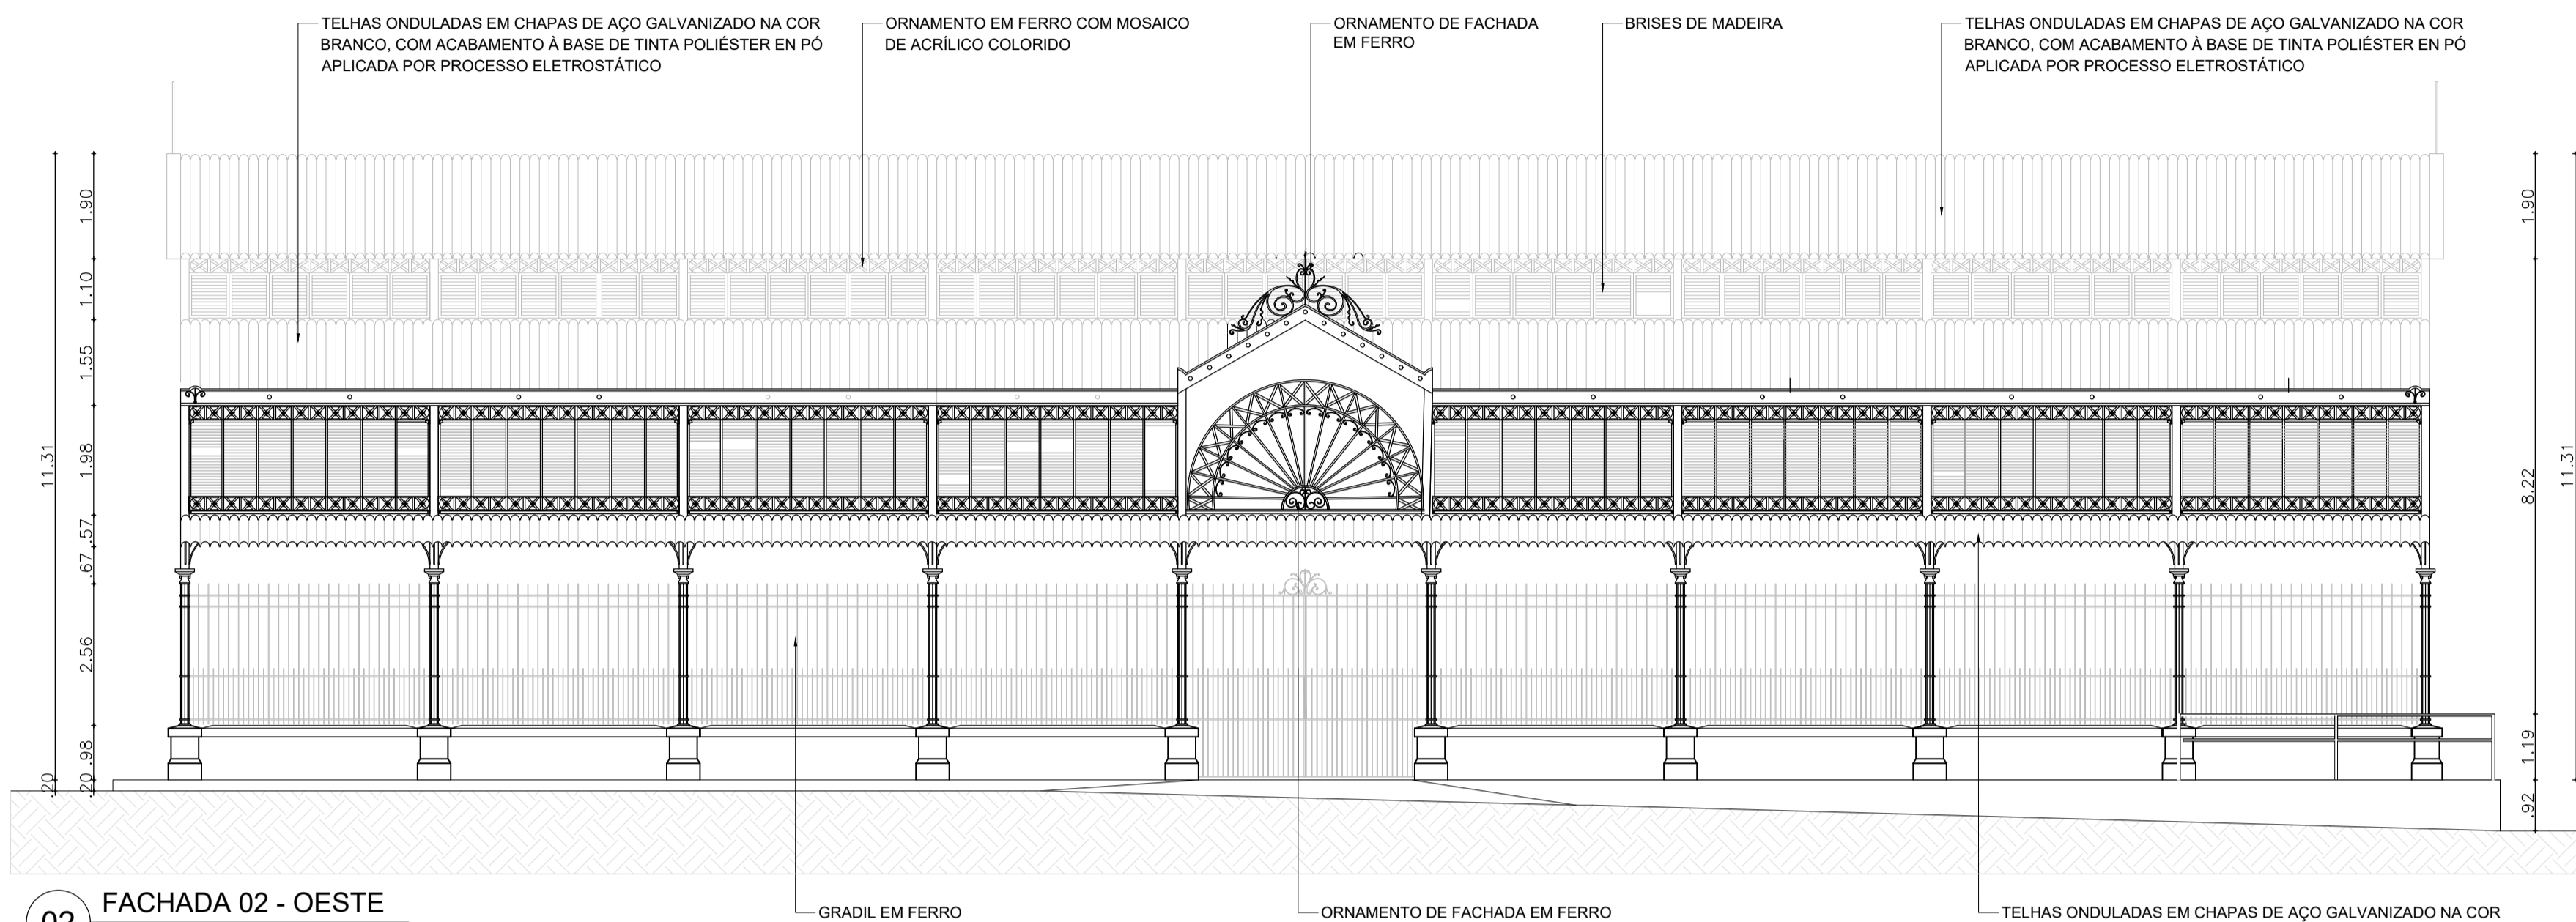 TELHAS ONDULADAS EM CHAPAS DE AÇO GALVANIZADO NA COR
BRANCO, COM ACABAMENTO À BASE DE TINTA POLIÉSTER EN PÓ
APLICADA POR PROCESSO ELETROSTÁTICO
ORNAMENTO EM FERRO COM MOSAICO
DE ACRÍLICO COLORIDO
ORNAMENTO DE FACHADA
EM FERRO
BRISES DE MADEIRA
TELHAS ONDULADAS EM CHAPAS DE AÇO GALVANIZADO NA COR
BRANCO, COM ACABAMENTO À BASE DE TINTA POLIÉSTER EN PÓ
APLICADA POR PROCESSO ELETROSTÁTICO
11.31
.20
1.90
1.10
1.55
1.98
.57
.67
2.56
.98
.20
1.90
8.22
1.19
.92
11.31
02
FACHADA 02 - OESTE
GRADIL EM FERRO
ORNAMENTO DE FACHADA EM FERRO
TELHAS ONDULADAS EM CHAPAS DE AÇO GALVANIZADO NA COR